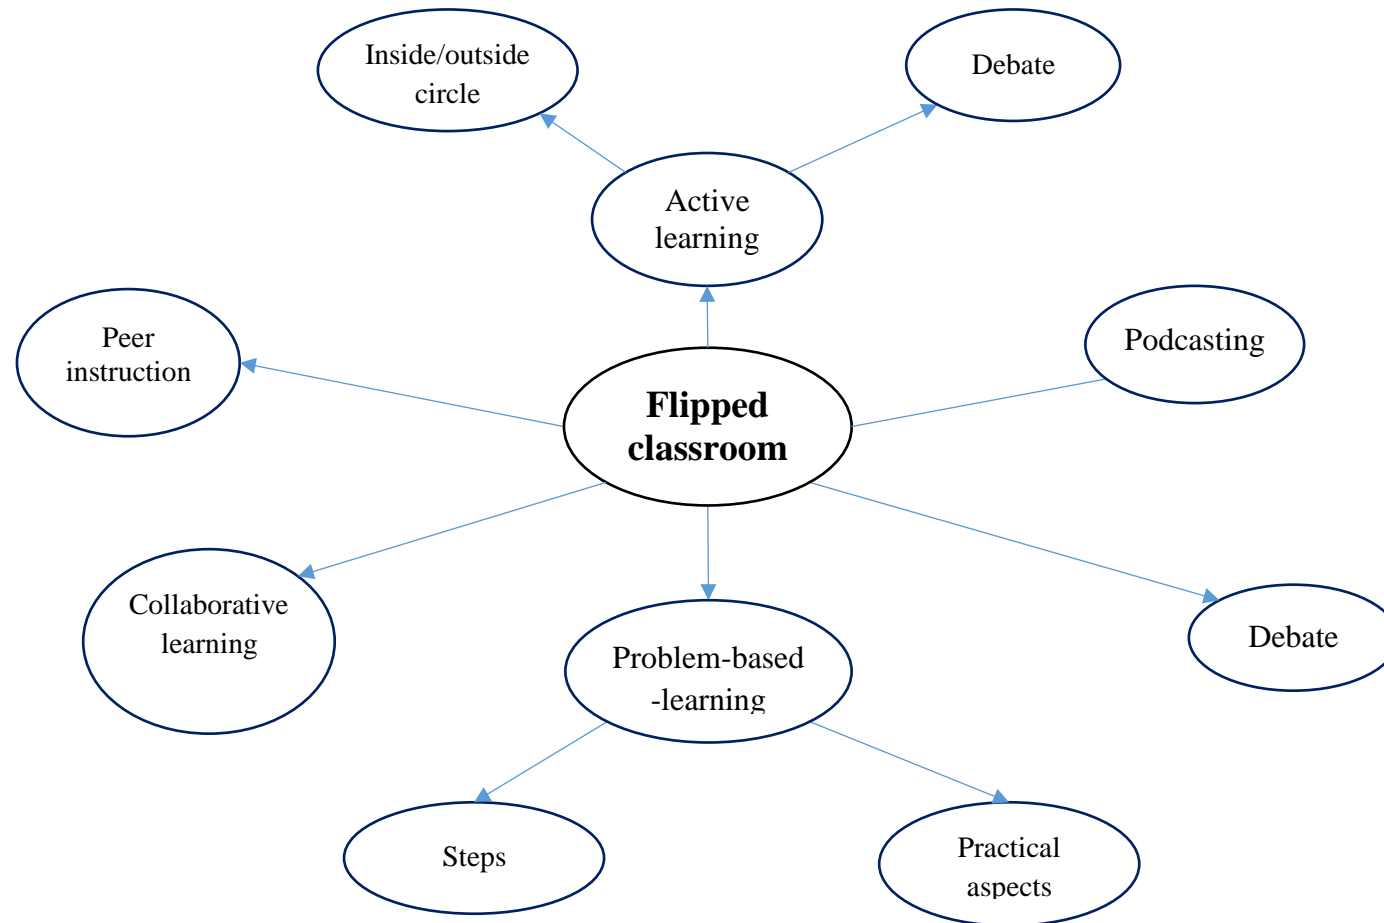 Inside/outside
circle
Debate
Active
learning
Peer
instruction
Podcasting
Flipped
classroom
Collaborative
learning
Problem-based
-learning
Debate
Steps
Practical
aspects